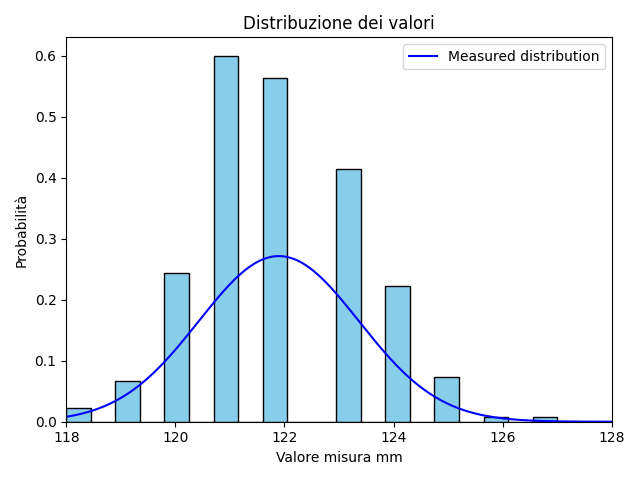 Distribuzione dei valori
Measured distribution
Probabilità
0.6
0.5
0.4
0.3
0.2
0.1
0.0
118 120 122 124 126 128
Valore misura mm